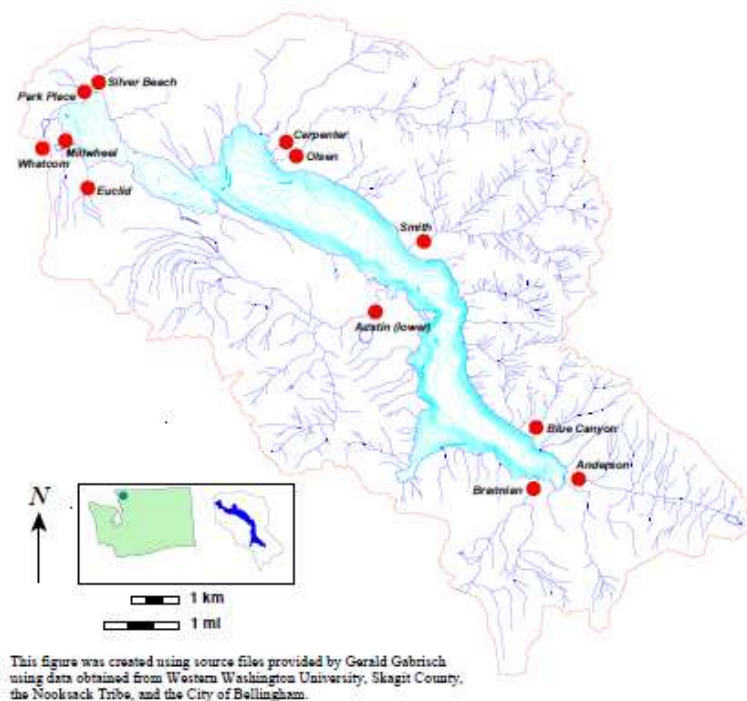 Silver Beach
Park Place
Carpenter
Millwheel
Whatcom
Olsen
Euclid
Smith
Austin (lower)
Blue Canyon
Anderson
Brannian
N
1 km
1 mi
This figure was created using source files provided by Gerald Gabrisch
using data obtained from Western Washington University, Skagit County,
the Nooksack Tribe, and the City of Bellingham.